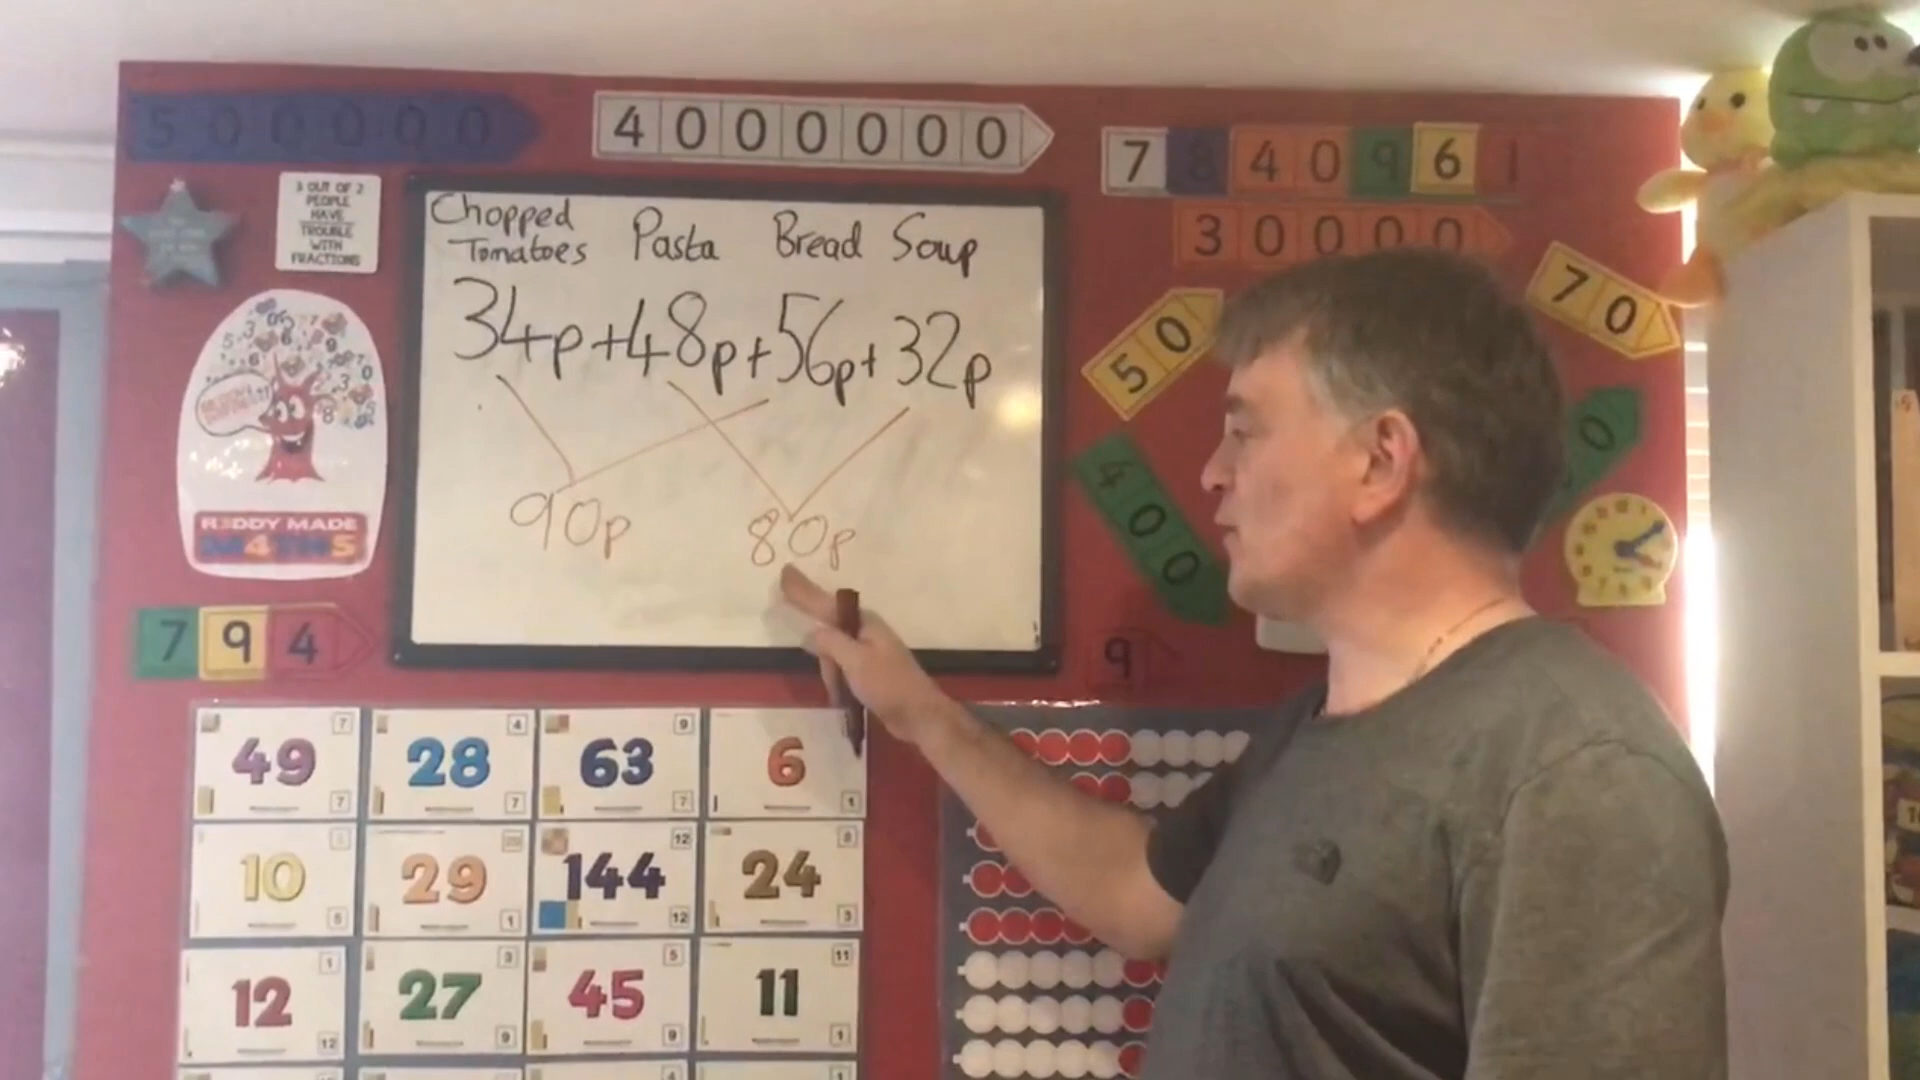 500000
4000000
7840961
30000
3 OUT OF 2
PEOPLE
HAVE
TROUBLE
WITH
FRACTIONS
Chopped Tomatoes Pasta Bread Soup
34p+48p+56p+32p
90p 80p
50
70
400
0
R3DDY MADE
M4THS
794
9
49 28 63 6
10 29 144 24
12 27 45 11